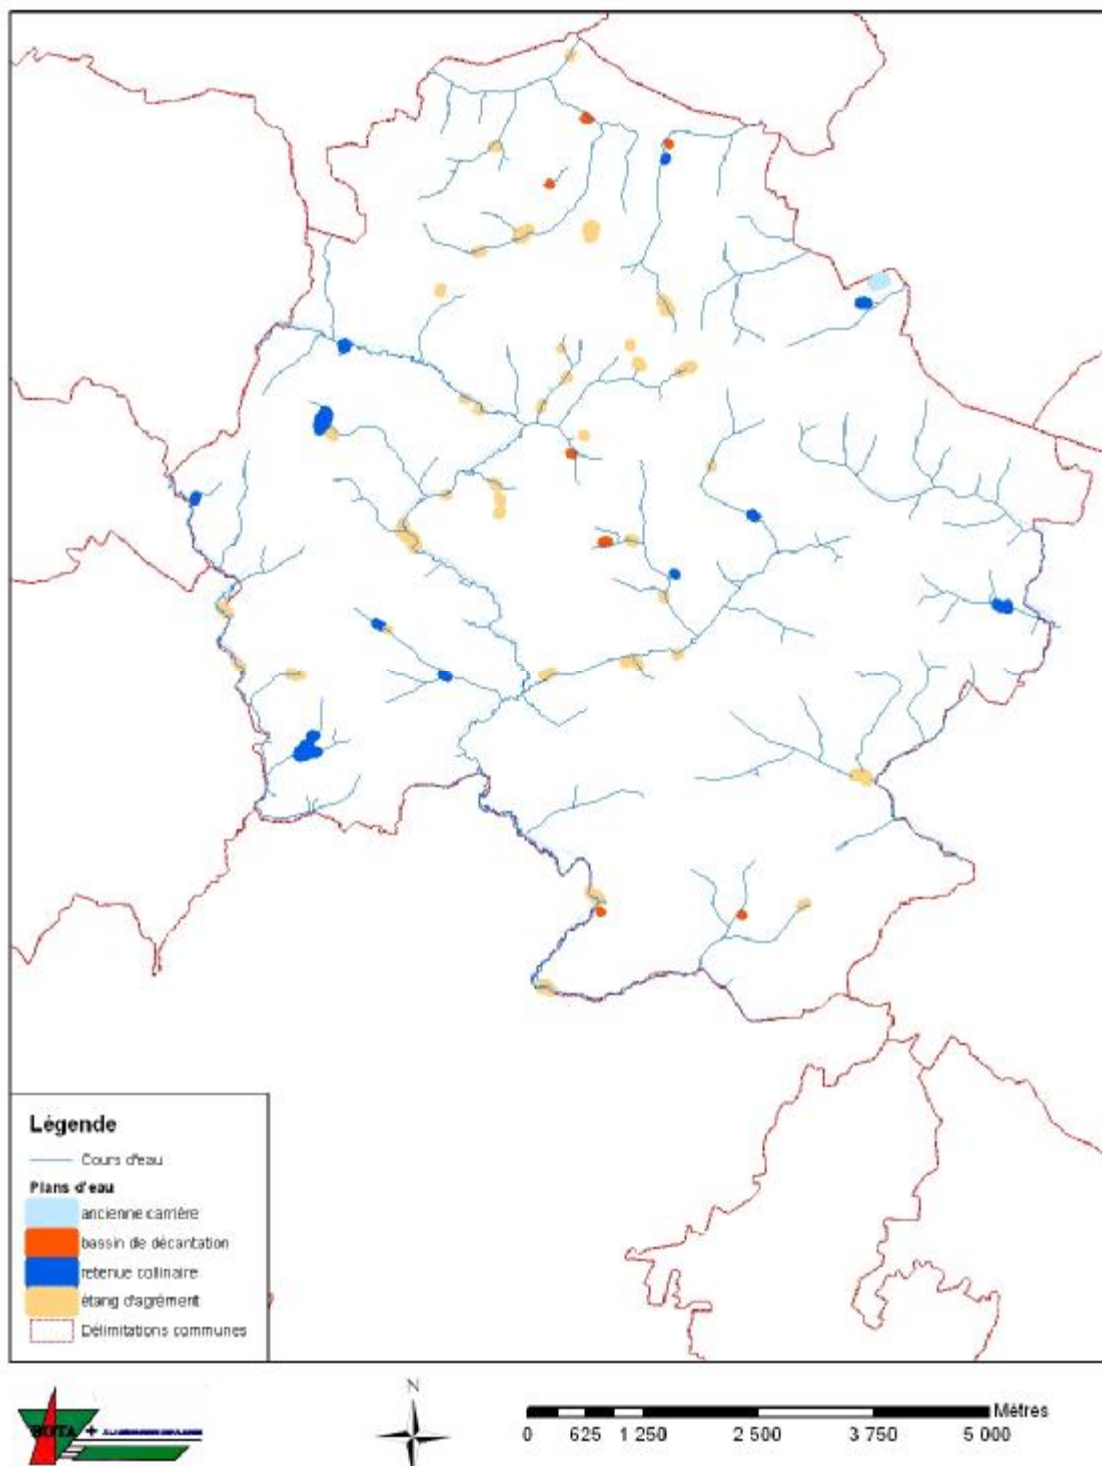 Légende
Cours d'eau
Plans d'eau
ancienne carrière
bassin de décantation
retenue collinaire
étang d'agrément
Délimitations communes
N
Mètres
0 625 1 250 2 500 3 750 5 000